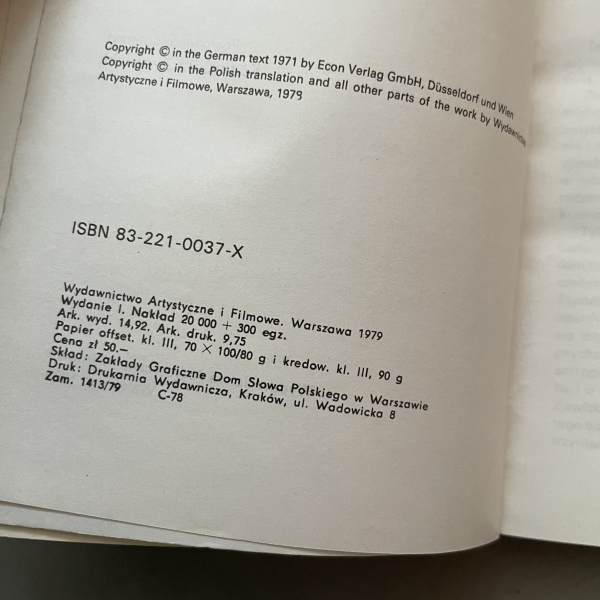 Copyright © in the German text 1971 by Econ Verlag GmbH, Düsseldorf und Wien
Copyright © in the Polish translation and all other parts of the work by Wydawnictwa
Artystyczne i Filmowe, Warszawa, 1979
ISBN 83-221-0037-X
Wydawnictwo Artystyczne i Filmowe. Warszawa 1979
Wydanie I. Nakład 20 000 + 300 egz.
Ark. wyd. 14,92. Ark. druk. 9,75
Papier offset. kl. III, 70 × 100/80 g i kredow. kl. III, 90 g
Cena zł 50.—
Skład: Zakłady Graficzne Dom Słowa Polskiego w Warszawie
Druk: Drukarnia Wydawnicza, Kraków, ul. Wadowicka 8
Zam. 1413/79 C-78